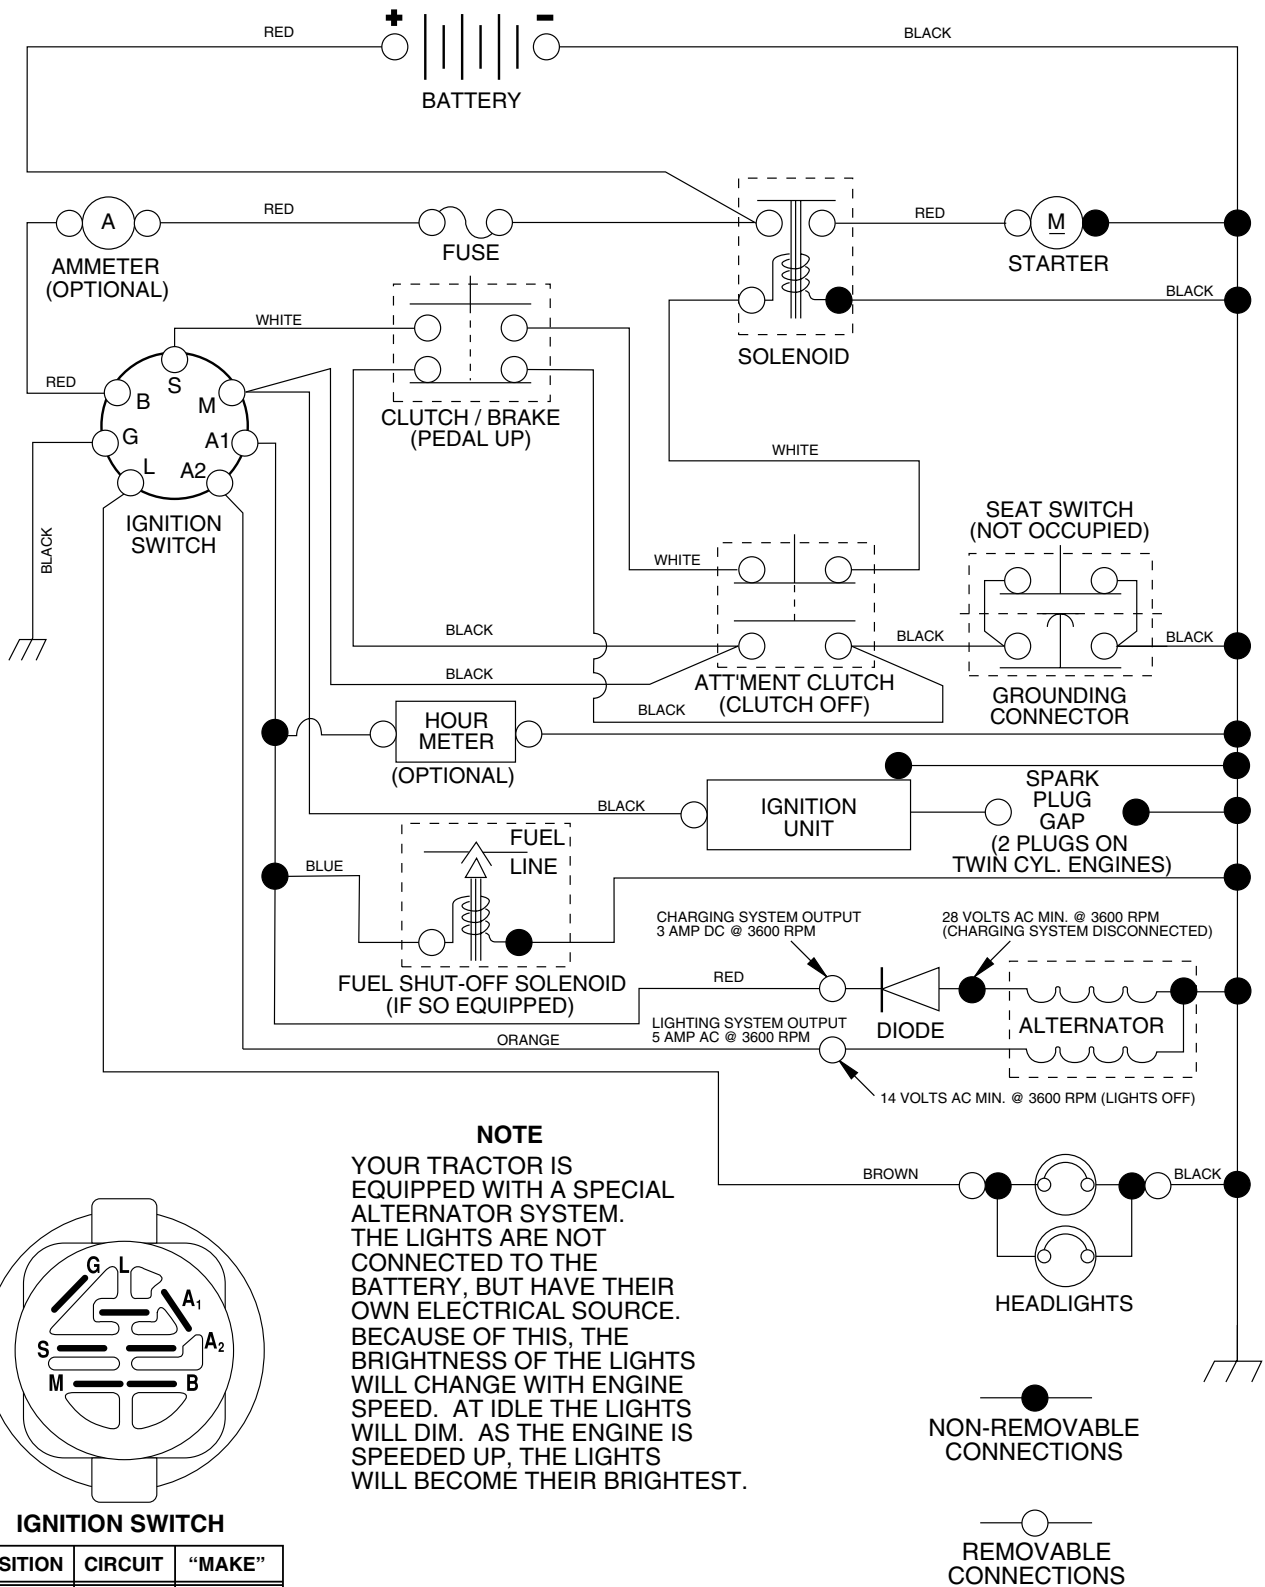 + -
RED
BLACK
BATTERY
RED
A
AMMETER
(OPTIONAL)
FUSE
RED
M
STARTER
BLACK
SOLENOID
WHITE
RED
S
B
M
G
A1
L
A2
IGNITION
SWITCH
BLACK
CLUTCH / BRAKE
(PEDAL UP)
WHITE
SEAT SWITCH
(NOT OCCUPIED)
WHITE
BLACK
BLACK
BLACK
BLACK
BLACK
ATT'MENT CLUTCH
(CLUTCH OFF)
GROUNDING
CONNECTOR
HOUR
METER
(OPTIONAL)
BLACK
IGNITION
UNIT
SPARK
PLUG
GAP
(2 PLUGS ON
TWIN CYL. ENGINES)
BLUE
FUEL
LINE
FUEL SHUT-OFF SOLENOID
(IF SO EQUIPPED)
CHARGING SYSTEM OUTPUT
3 AMP DC @ 3600 RPM
28 VOLTS AC MIN. @ 3600 RPM
(CHARGING SYSTEM DISCONNECTED)
RED
DIODE
ALTERNATOR
ORANGE
LIGHTING SYSTEM OUTPUT
5 AMP AC @ 3600 RPM
14 VOLTS AC MIN. @ 3600 RPM (LIGHTS OFF)
NOTE
YOUR TRACTOR IS
EQUIPPED WITH A SPECIAL
ALTERNATOR SYSTEM.
THE LIGHTS ARE NOT
CONNECTED TO THE
BATTERY, BUT HAVE THEIR
OWN ELECTRICAL SOURCE.
BECAUSE OF THIS, THE
BRIGHTNESS OF THE LIGHTS
WILL CHANGE WITH ENGINE
SPEED. AT IDLE THE LIGHTS
WILL DIM. AS THE ENGINE IS
SPEEDED UP, THE LIGHTS
WILL BECOME THEIR BRIGHTEST.
BROWN
BLACK
HEADLIGHTS
G L
A1
A2
S
M
B
IGNITION SWITCH
SITION CIRCUIT “MAKE”
NON-REMOVABLE
CONNECTIONS
REMOVABLE
CONNECTIONS